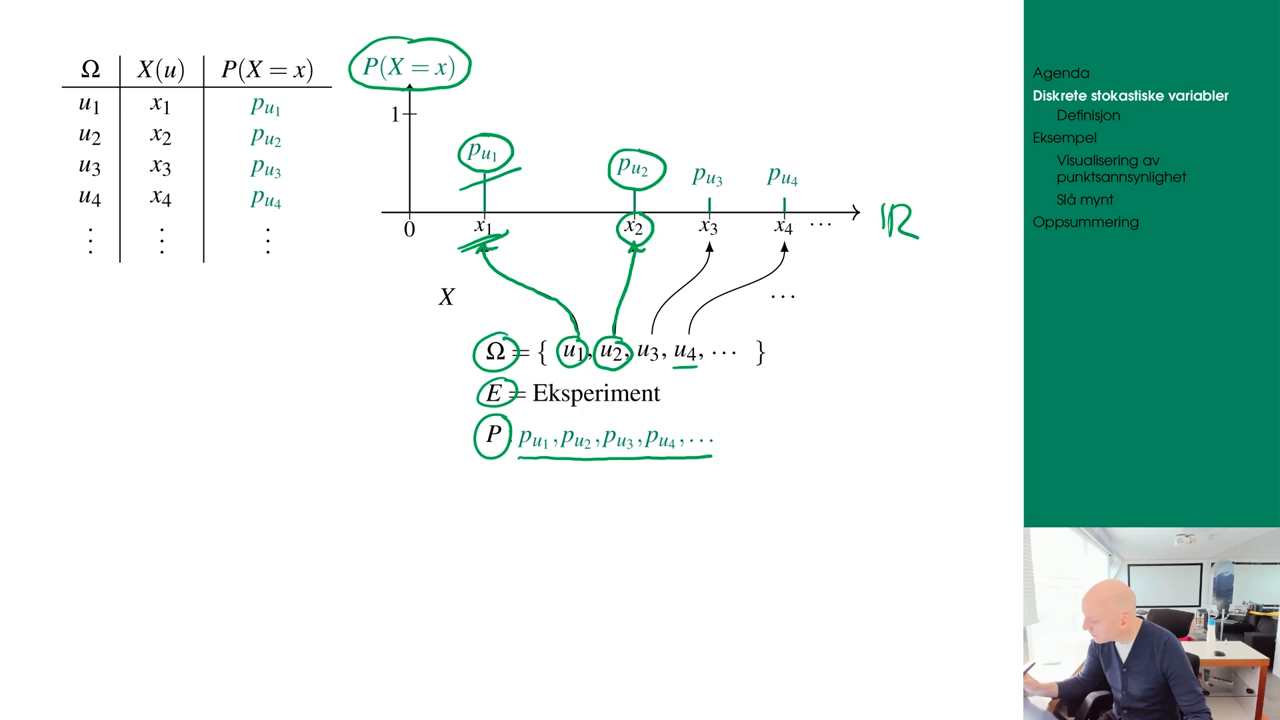 Ω X(u) P(X = x)
u1 x1 pu1
u2 x2 pu2
u3 x3 pu3
u4 x4 pu4
⋮ ⋮ ⋮
P(X = x)
1
pu1 pu2 pu3 pu4
0 x1 x2 x3 x4 ⋯ ℝ
X ⋯
Ω = { u1, u2, u3, u4, ⋯ }
E = Eksperiment
P: pu1, pu2, pu3, pu4, ⋯
Agenda
Diskrete stokastiske variabler
Definisjon
Eksempel
Visualisering av
punktsannsynlighet
Slå mynt
Oppsummering